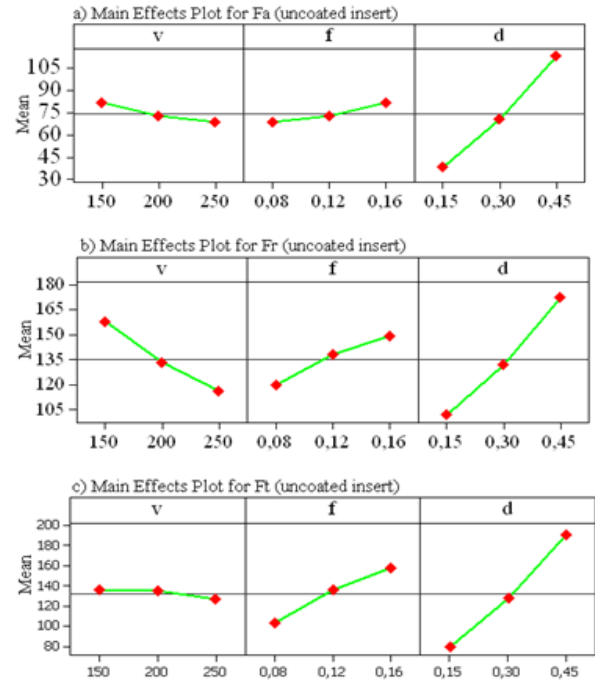 a) Main Effects Plot for Fa (uncoated insert)
v f d
Mean
105
90
75
60
45
30
150 200 250 0,08 0,12 0,16 0,15 0,30 0,45
b) Main Effects Plot for Fr (uncoated insert)
v f d
Mean
180
165
150
135
120
105
150 200 250 0,08 0,12 0,16 0,15 0,30 0,45
c) Main Effects Plot for Ft (uncoated insert)
v f d
Mean
200
180
160
140
120
100
80
150 200 250 0,08 0,12 0,16 0,15 0,30 0,45